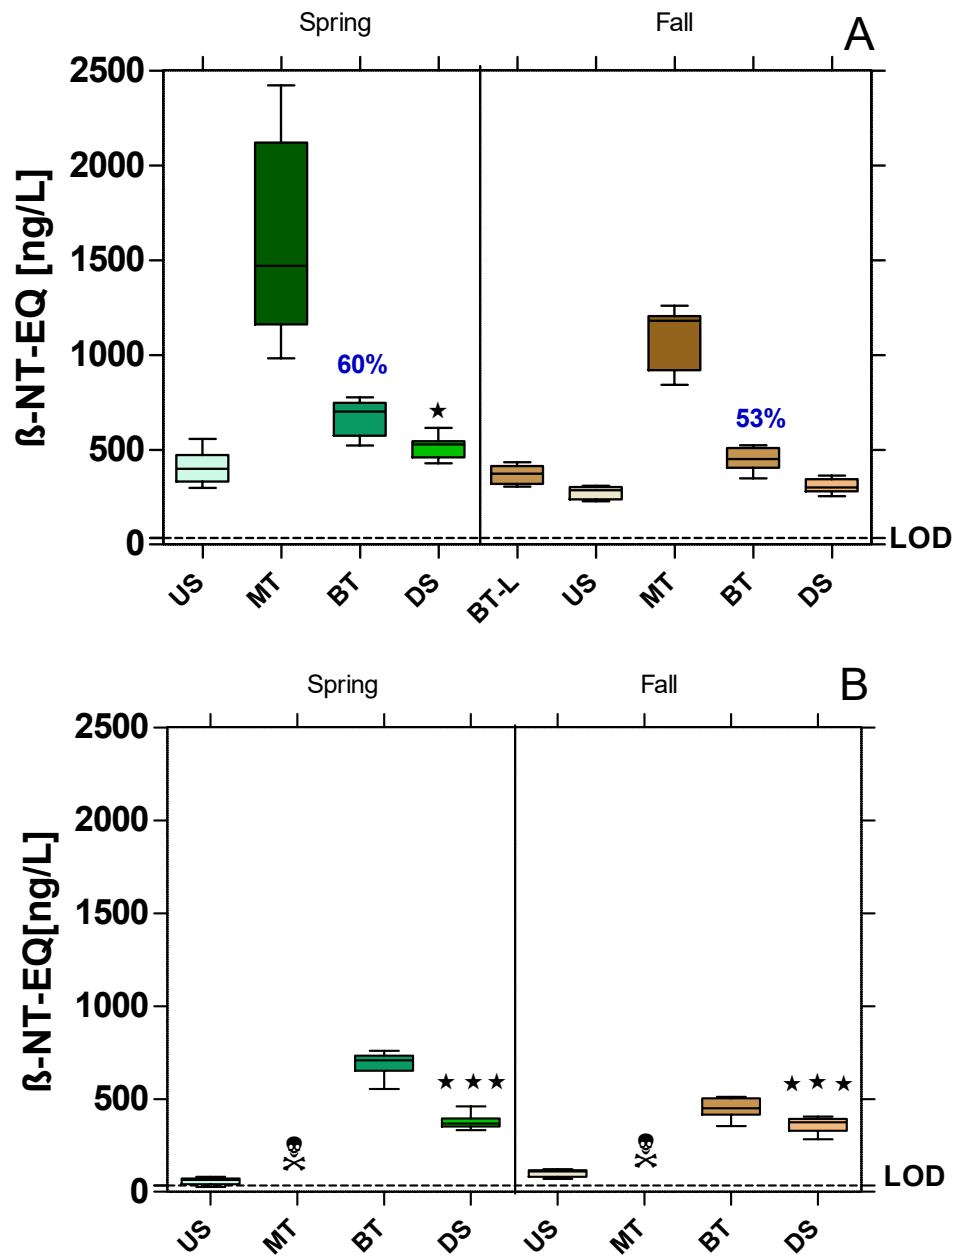 Spring Fall A
2500
2000
1500
1000
500
0
ß-NT-EQ [ng/L]
60%
53%
LOD
US MT BT DS BT-L US MT BT DS
Spring Fall B
2500
2000
1500
1000
500
0
ß-NT-EQ[ng/L]
LOD
US MT BT DS US MT BT DS